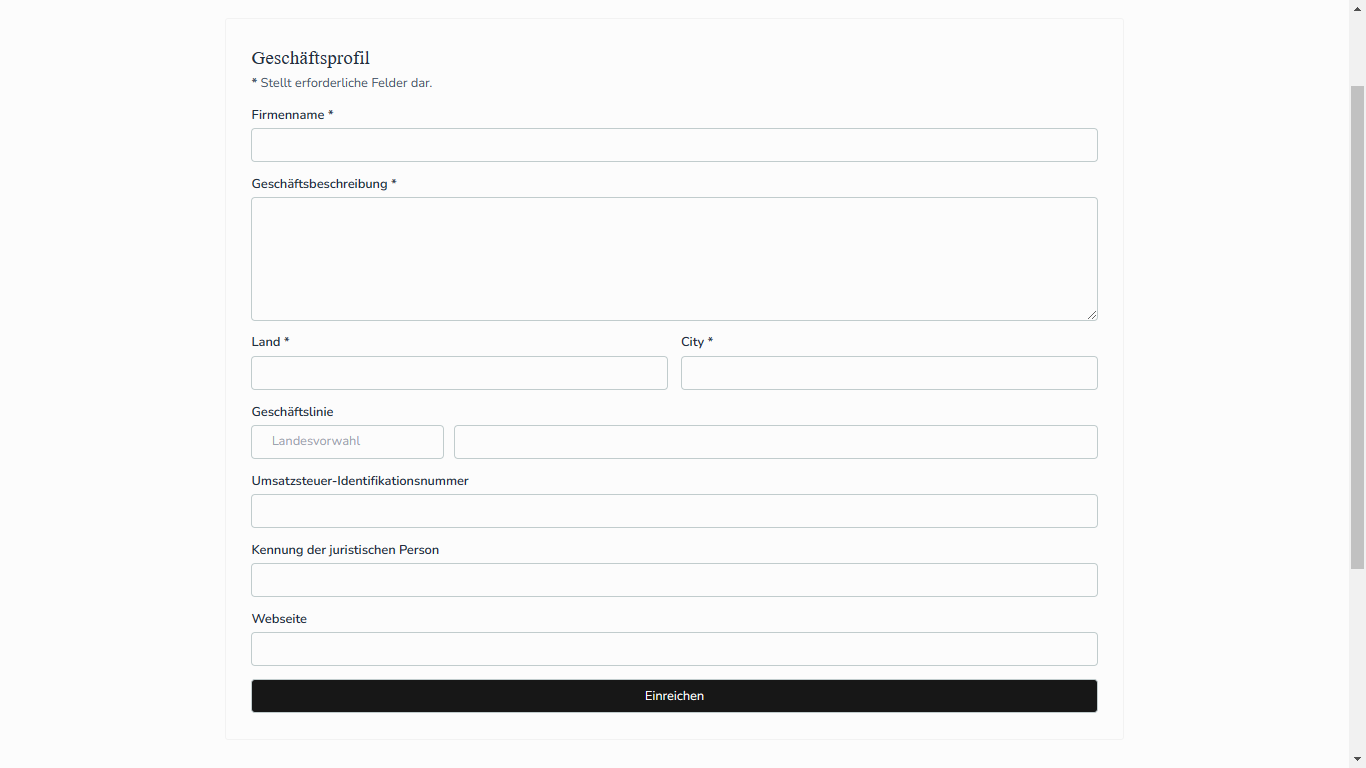 Geschäftsprofil
* Stellt erforderliche Felder dar.
Firmenname *
Geschäftsbeschreibung *
Land * City *
Geschäftslinie
Landesvorwahl
Umsatzsteuer-Identifikationsnummer
Kennung der juristischen Person
Webseite
Einreichen